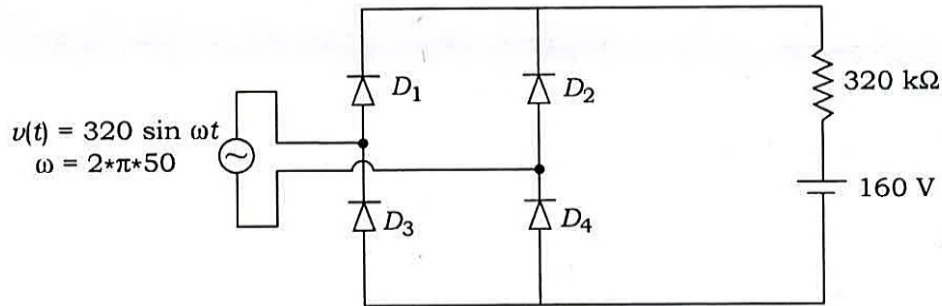 D₁
D₂
320 kΩ
v(t) = 320 sin ωt
ω = 2*π*50
160 V
D₃
D₄